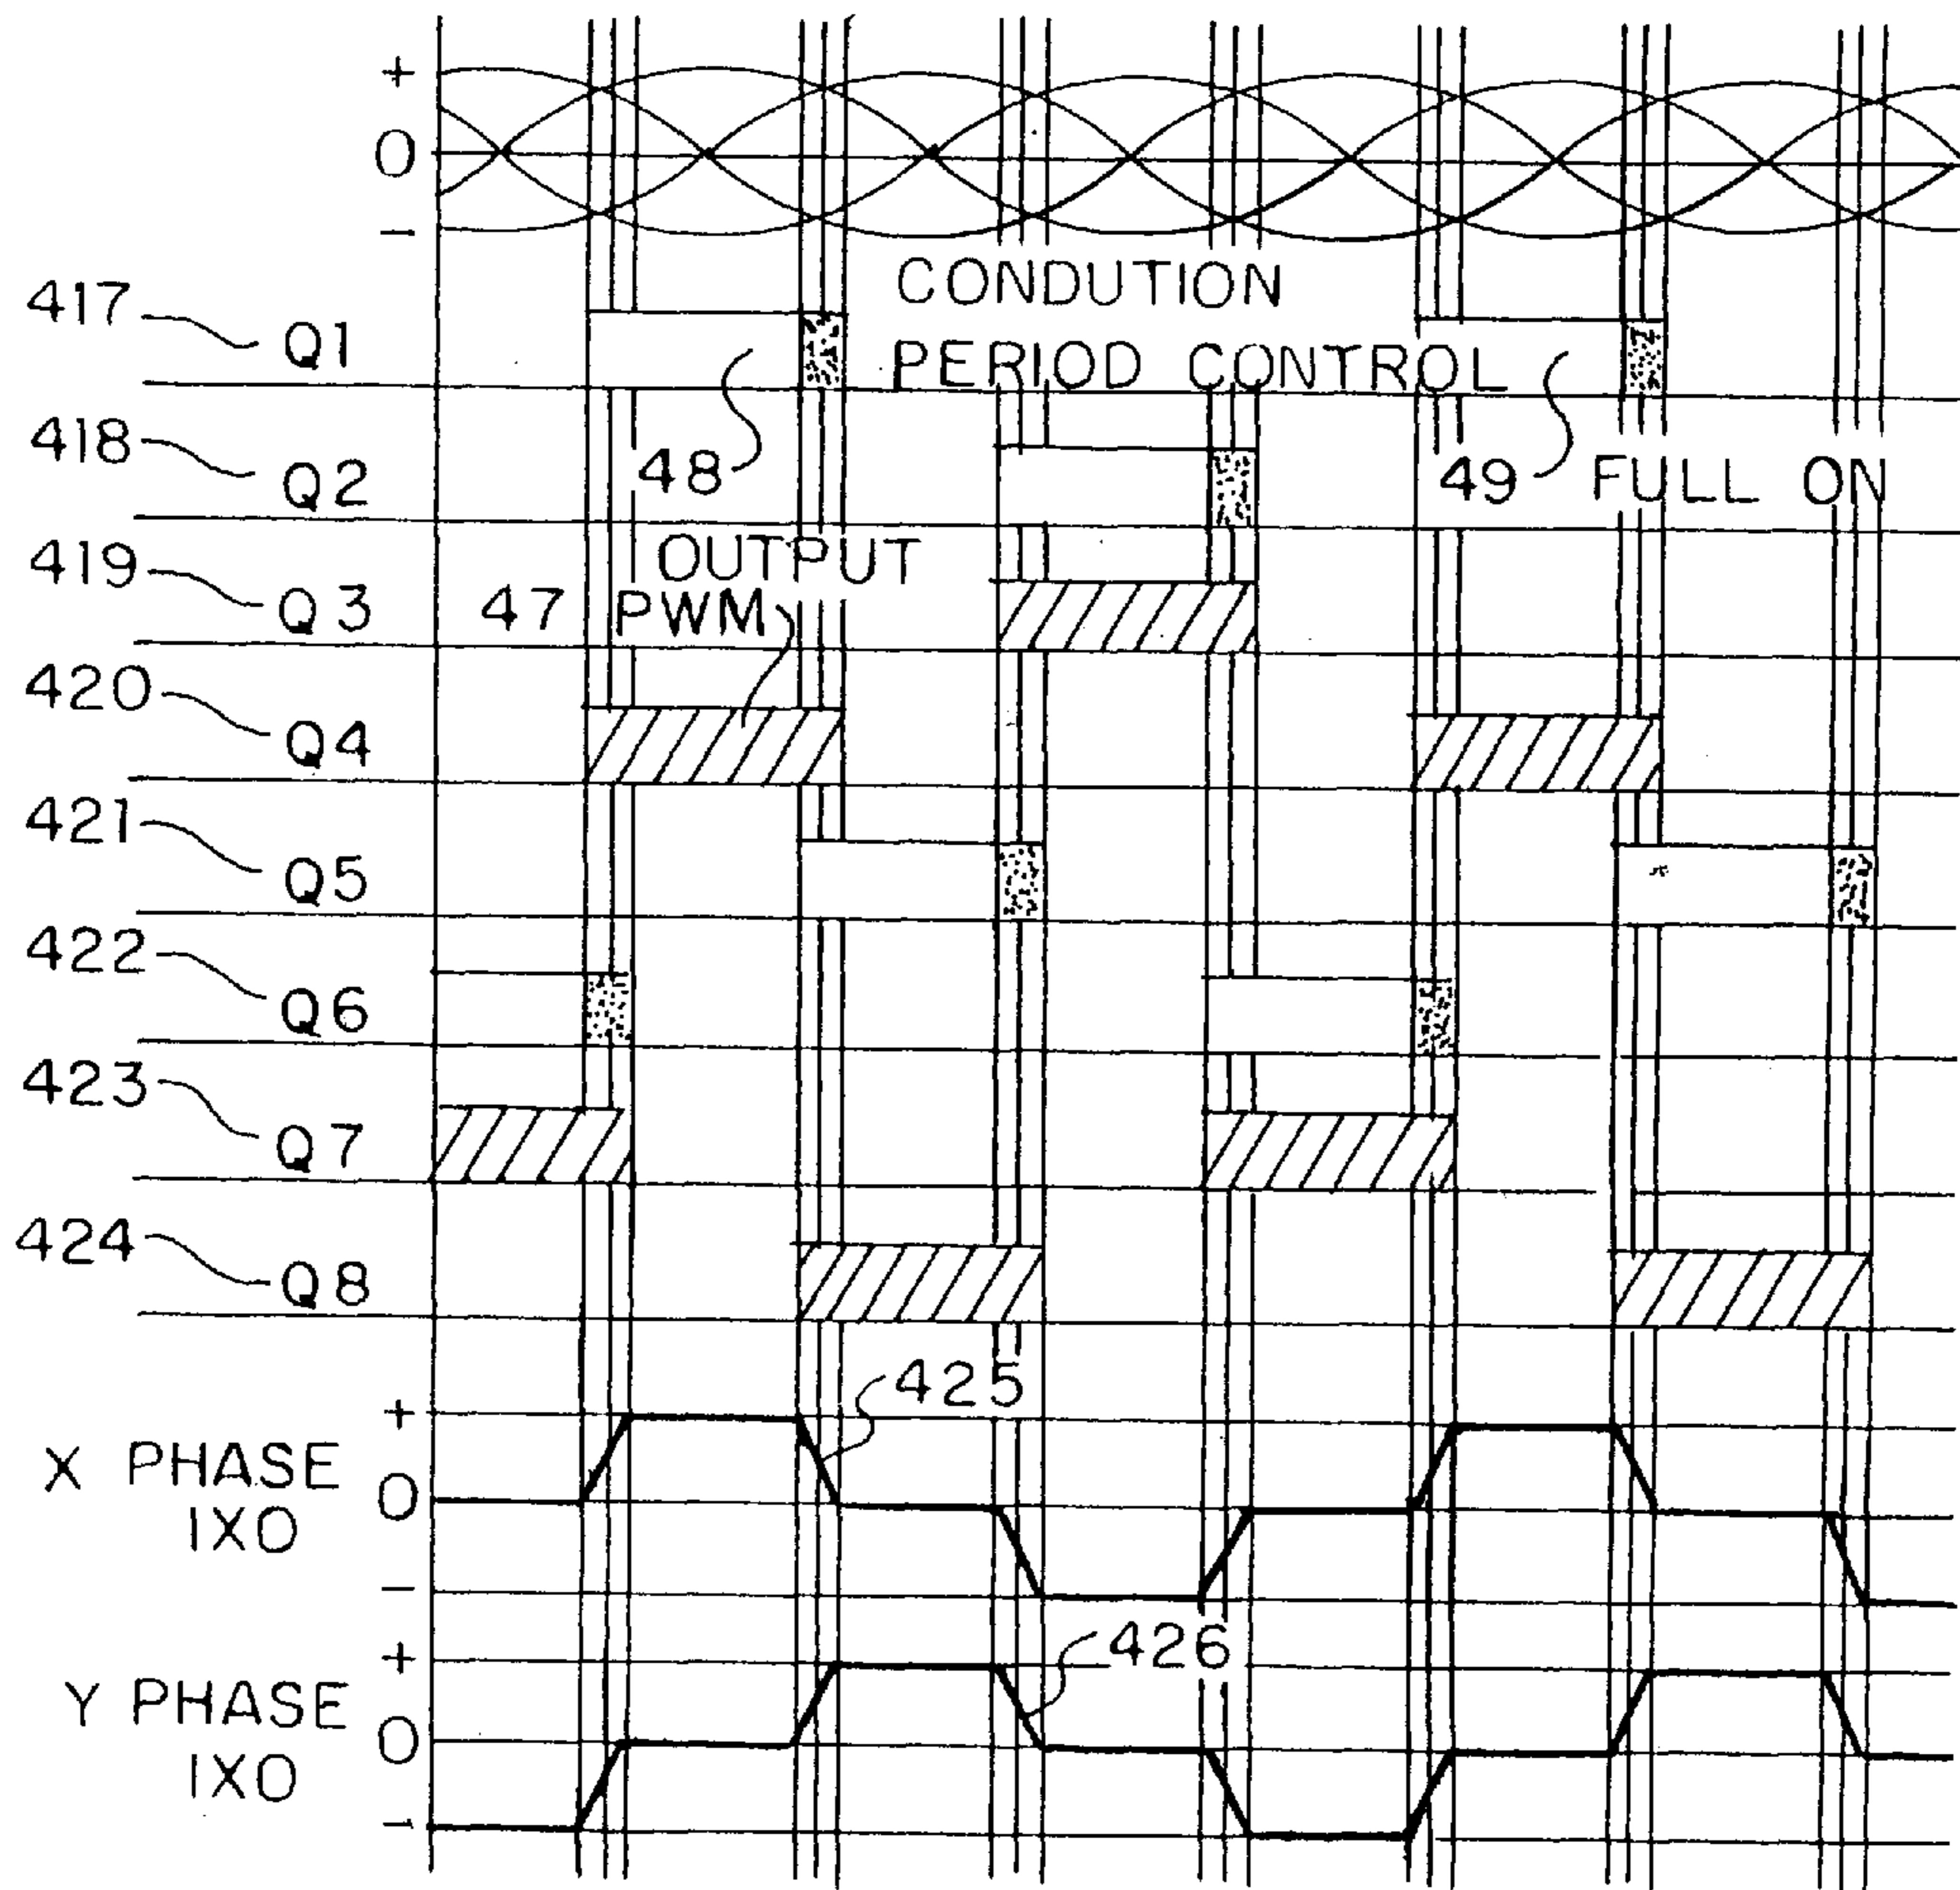 +
0
−
CONDUTION
417 Q1
PERIOD CONTROL
418 Q2
48
49 FULL ON
OUTPUT
419 Q3
47 PWM
420 Q4
421 Q5
422 Q6
423 Q7
424 Q8
425
+
X PHASE
0
IXO
−
426
+
Y PHASE
0
IXO
−